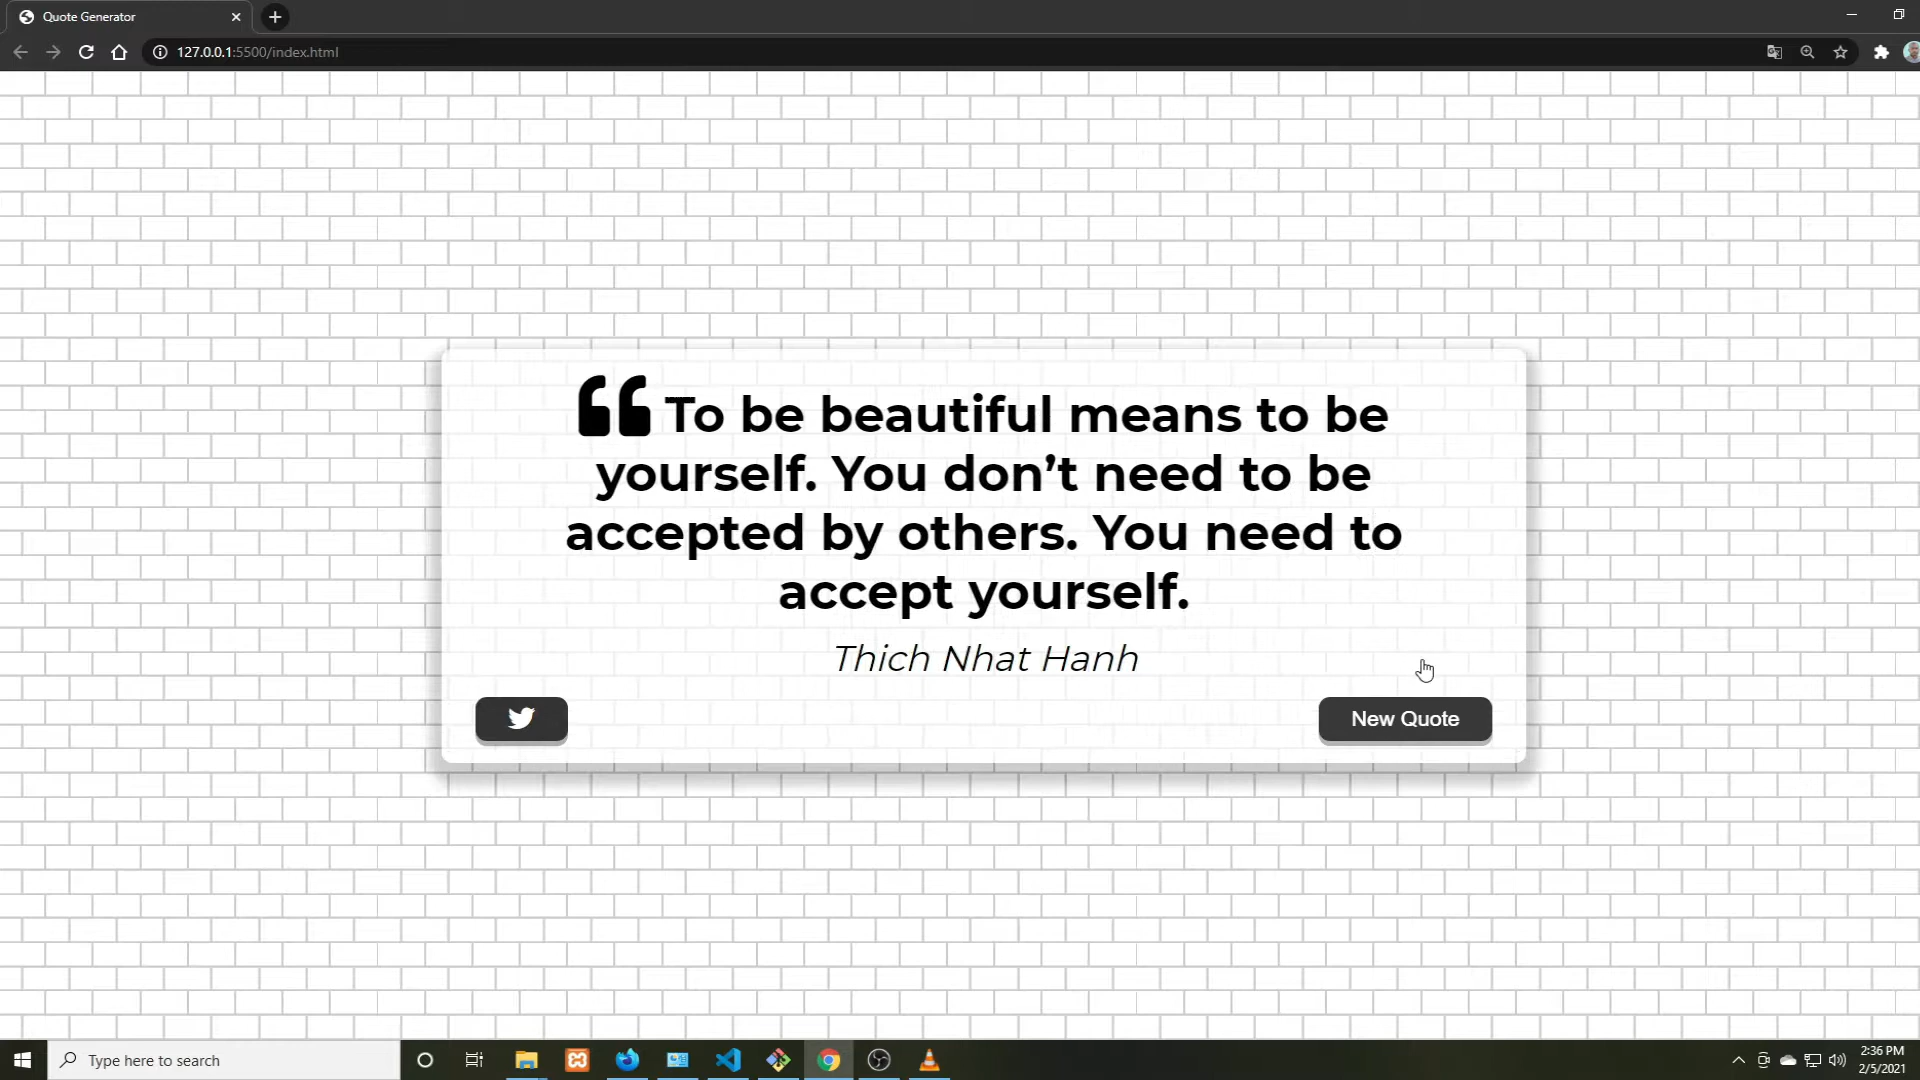 Quote Generator
127.0.0.1:5500/index.html
To be beautiful means to be
yourself. You don’t need to be
accepted by others. You need to
accept yourself.
Thich Nhat Hanh
New Quote
Type here to search
2:36 PM
2/5/2021